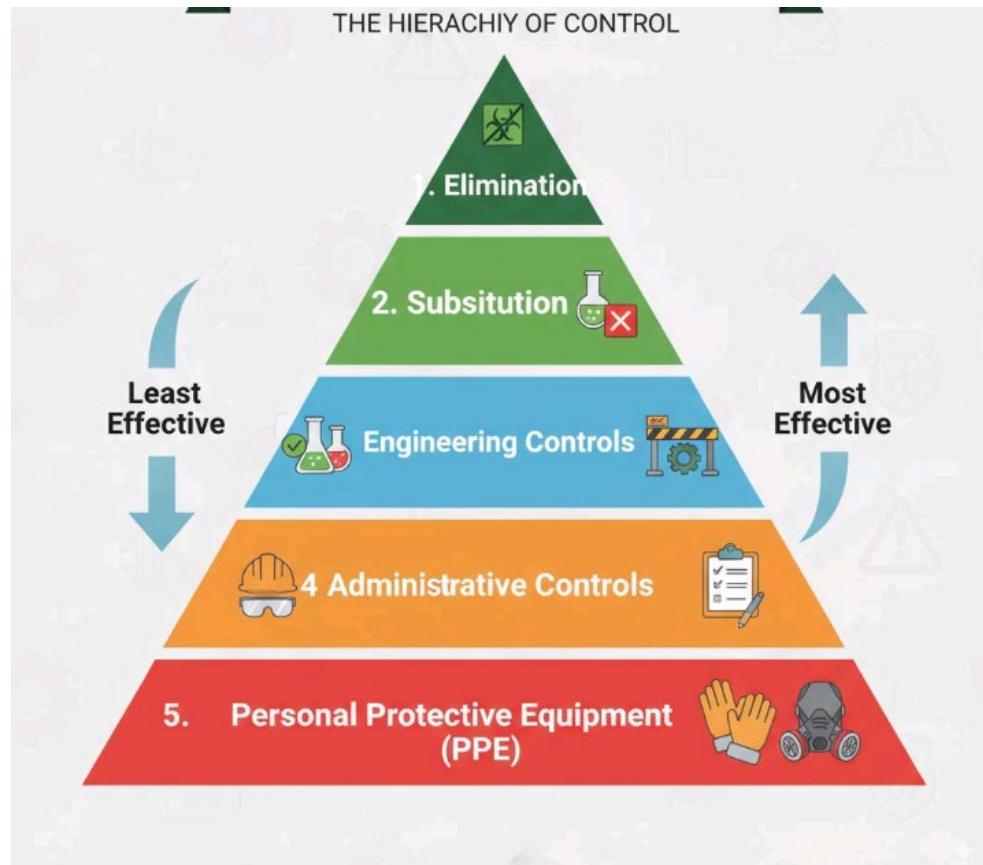 THE HIERACHIY OF CONTROL
1. Elimination
2. Subsitution
Least
Effective
Most
Effective
Engineering Controls
4 Administrative Controls
5. Personal Protective Equipment
(PPE)